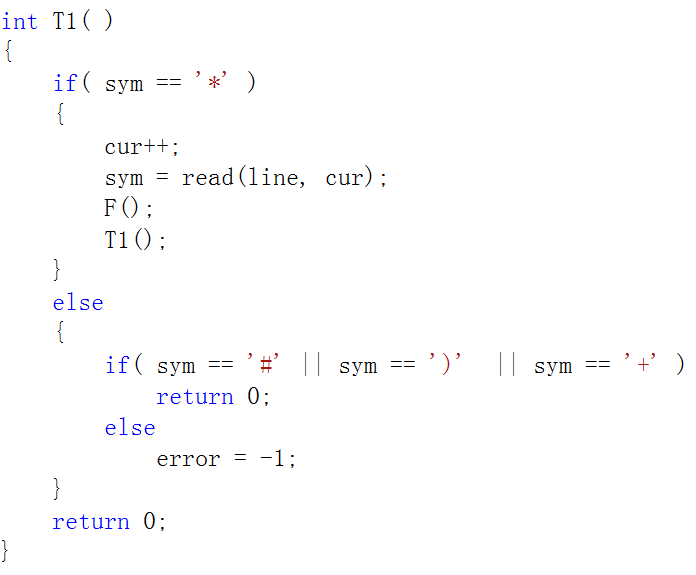 int T1( )
{
    if( sym == '*' )
    {
        cur++;
        sym = read(line, cur);
        F();
        T1();
    }
    else
    {
        if( sym == '#' || sym == ')'  || sym == '+' )
            return 0;
        else
            error = -1;
    }
    return 0;
}